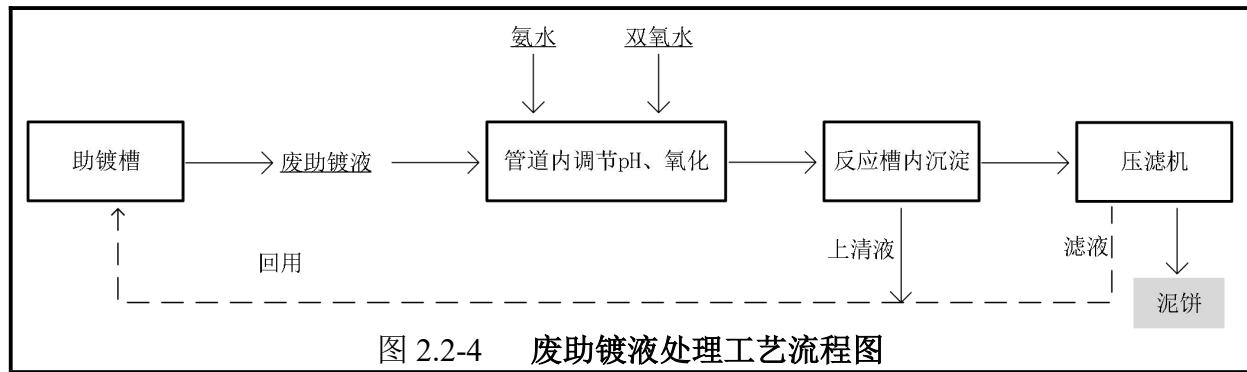 氨水 双氧水
助镀槽 废助镀液 管道内调节pH、氧化 反应槽内沉淀 压滤机
回用 上清液 滤液
泥饼
图 2.2-4 废助镀液处理工艺流程图